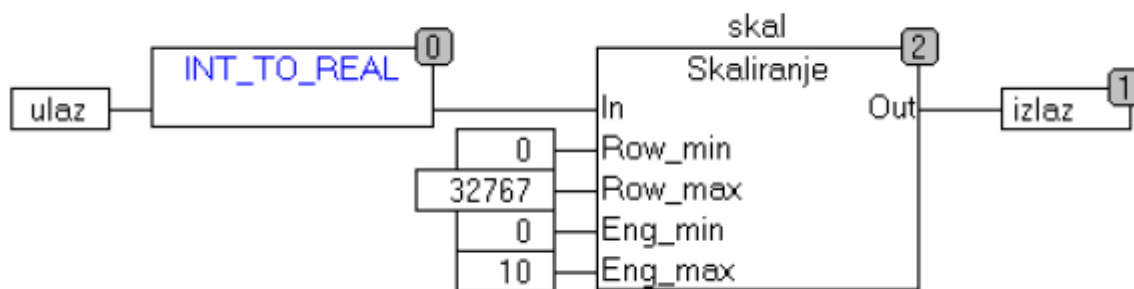 skal
0
2
INT_TO_REAL
Skaliranje
1
ulaz
In
Out
izlaz
0
Row_min
32767
Row_max
0
Eng_min
10
Eng_max